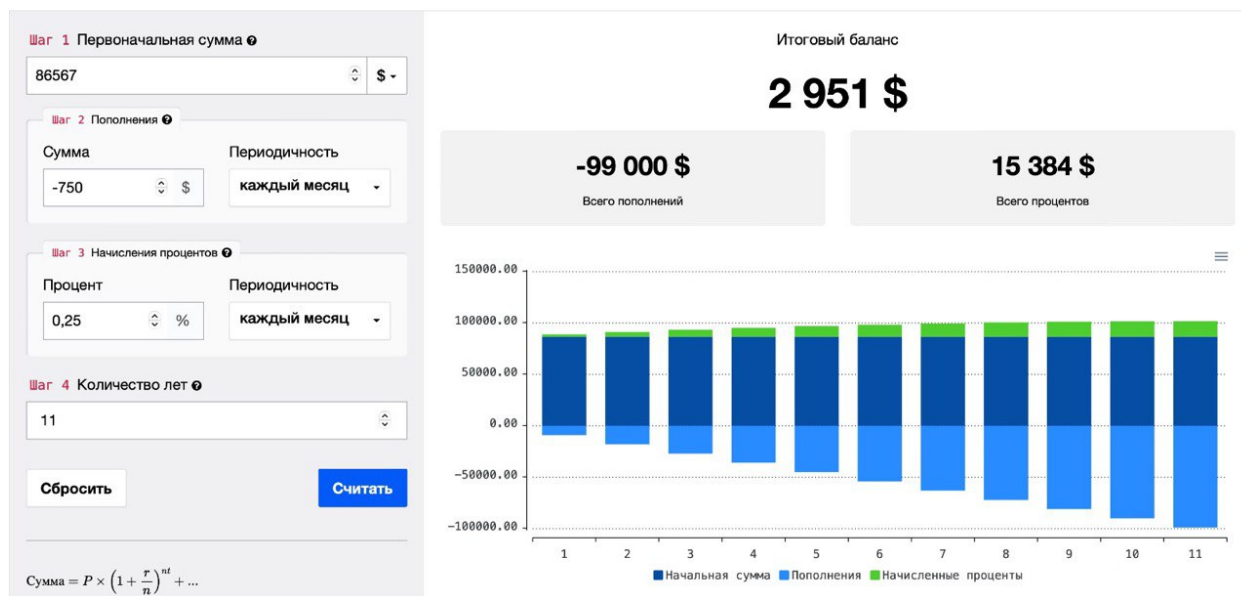 Шаг 1 Первоначальная сумма
86567 $
Шаг 2 Пополнения
Сумма Периодичность
-750 $ каждый месяц
Шаг 3 Начисления процентов
Процент Периодичность
0,25 % каждый месяц
Шаг 4 Количество лет
11
Сбросить Считать
Сумма = P × (1 + r/n)^nt + ...
Итоговый баланс
2 951 $
-99 000 $ 15 384 $
Всего пополнений Всего процентов
150000.00
100000.00
50000.00
0.00
-50000.00
-100000.00
1 2 3 4 5 6 7 8 9 10 11
Начальная сумма Пополнения Начисленные проценты